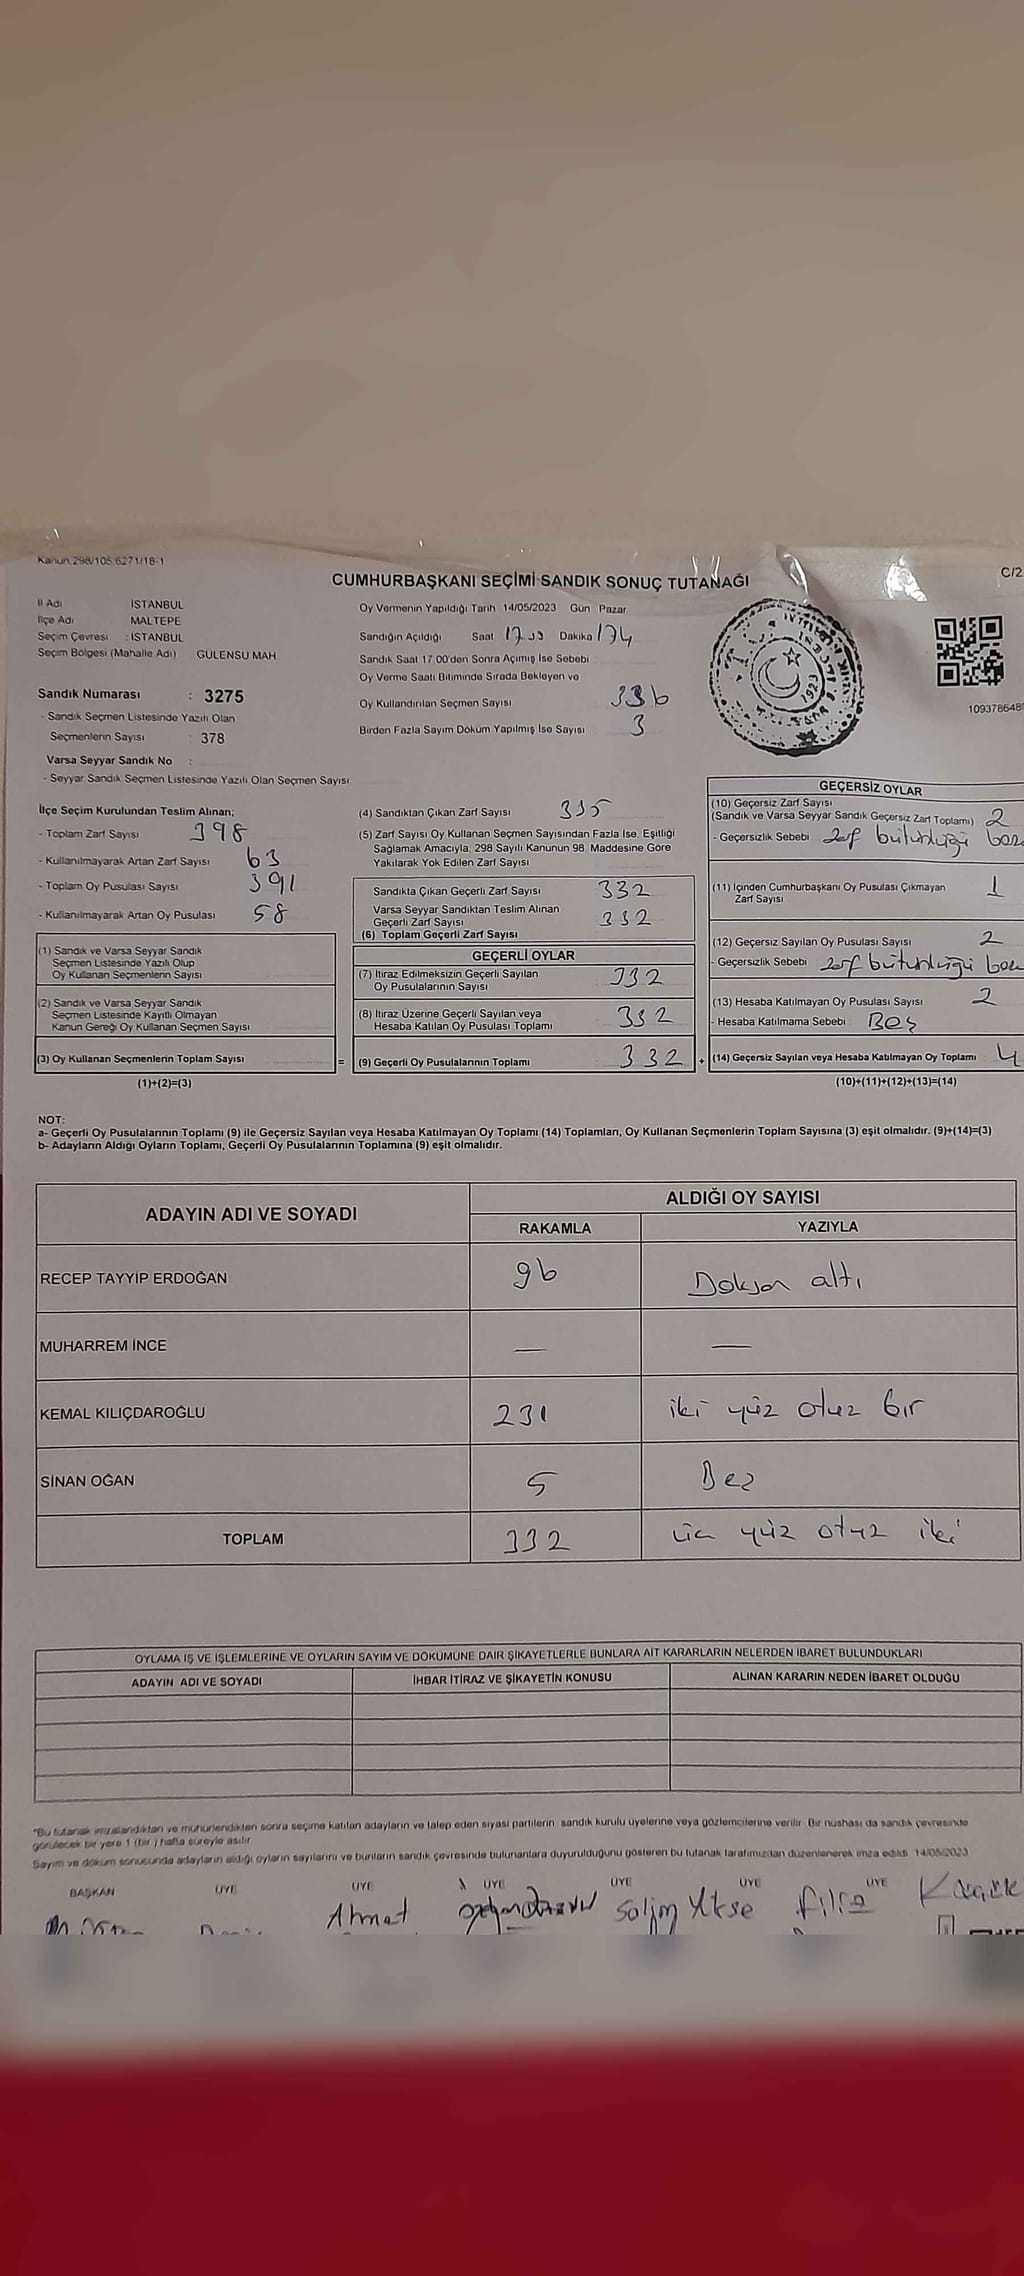 Kanun:298/105:6271/18-1
CUMHURBAŞKANI SEÇİMİ SANDIK SONUÇ TUTANAĞI
C/2
İl Adı İSTANBUL
İlçe Adı MALTEPE
Seçim Çevresi : İSTANBUL
Seçim Bölgesi (Mahalle Adı) GÜLENSU MAH
Sandık Numarası : 3275
- Sandık Seçmen Listesinde Yazılı Olan
Seçmenlerin Sayısı : 378
Varsa Seyyar Sandık No :
- Seyyar Sandık Seçmen Listesinde Yazılı Olan Seçmen Sayısı
Oy Vermenin Yapıldığı Tarih 14/05/2023 Gün Pazar
Sandığın Açıldığı Saat Dakika
Sandık Saat 17.00'den Sonra Açımış İse Sebebi
Oy Verme Saati Bitiminde Sırada Bekleyen ve
Oy Kullandırılan Seçmen Sayısı 336
Birden Fazla Sayım Döküm Yapılmış İse Sayısı 3
İlçe Seçim Kurulundan Teslim Alınan;
- Toplam Zarf Sayısı 398
- Kullanılmayarak Artan Zarf Sayısı 63
- Toplam Oy Pusulası Sayısı 391
- Kullanılmayarak Artan Oy Pusulası 58
(1) Sandık ve Varsa Seyyar Sandık
Seçmen Listesinde Yazılı Olup
Oy Kullanan Seçmenlerin Sayısı
(2) Sandık ve Varsa Seyyar Sandık
Seçmen Listesinde Kayıtlı Olmayan
Kanun Gereği Oy Kullanan Seçmen Sayısı
(3) Oy Kullanan Seçmenlerin Toplam Sayısı
(1)+(2)=(3)
(4) Sandıktan Çıkan Zarf Sayısı 335
(5) Zarf Sayısı Oy Kullanan Seçmen Sayısından Fazla İse, Eşitliği
Sağlamak Amacıyla, 298 Sayılı Kanunun 98. Maddesine Göre
Yakılarak Yok Edilen Zarf Sayısı
Sandıkta Çıkan Geçerli Zarf Sayısı 332
Varsa Seyyar Sandıktan Teslim Alınan
Geçerli Zarf Sayısı 332
(6) Toplam Geçerli Zarf Sayısı
GEÇERLİ OYLAR
(7) İtiraz Edilmeksizin Geçerli Sayılan
Oy Pusulalarının Sayısı 332
(8) İtiraz Üzerine Geçerli Sayılan veya
Hesaba Katılan Oy Pusulası Toplamı 332
= (9) Geçerli Oy Pusulalarının Toplamı 332 +
109378648
GEÇERSİZ OYLAR
(10) Geçersiz Zarf Sayısı
(Sandık ve Varsa Seyyar Sandık Geçersiz Zarf Toplamı) 2
- Geçersizlik Sebebi zarf bütünlüğü
(11) İçinden Cumhurbaşkanı Oy Pusulası Çıkmayan
Zarf Sayısı 1
(12) Geçersiz Sayılan Oy Pusulası Sayısı 2
- Geçersizlik Sebebi zarf bütünlüğü
(13) Hesaba Katılmayan Oy Pusulası Sayısı 2
- Hesaba Katılmama Sebebi Boş
(14) Geçersiz Sayılan veya Hesaba Katılmayan Oy Toplamı 4
(10)+(11)+(12)+(13)=(14)
NOT:
a- Geçerli Oy Pusulalarının Toplamı (9) ile Geçersiz Sayılan veya Hesaba Katılmayan Oy Toplamı (14) Toplamları, Oy Kullanan Seçmenlerin Toplam Sayısına (3) eşit olmalıdır. (9)+(14)=(3)
b- Adayların Aldığı Oyların Toplamı, Geçerli Oy Pusulalarının Toplamına (9) eşit olmalıdır.
ADAYIN ADI VE SOYADI ALDIĞI OY SAYISI
RAKAMLA YAZIYLA
RECEP TAYYİP ERDOĞAN 96 Doksan altı
MUHARREM İNCE — —
KEMAL KILIÇDAROĞLU 231 iki yüz otuz bir
SİNAN OĞAN 5 Beş
TOPLAM 332 üç yüz otuz iki
OYLAMA İŞ VE İŞLEMLERİNE VE OYLARIN SAYIM VE DÖKÜMÜNE DAİR ŞİKAYETLERLE BUNLARA AİT KARARLARIN NELERDEN İBARET BULUNDUKLARI
ADAYIN ADI VE SOYADI İHBAR İTİRAZ VE ŞİKAYETİN KONUSU ALINAN KARARIN NEDEN İBARET OLDUĞU
"Bu tutanak imzalandıktan ve mühürlendikten sonra seçime katılan adayların ve talep eden siyasi partilerin sandık kurulu üyelerine veya gözlemcilerine verilir. Bir nüshası da sandık çevresinde
görülecek bir yere 1 (bir ) hafta süreyle asılır.
Sayım ve döküm sonusunda adayların aldığı oyların sayılarını ve bunların sandık çevresinde bulunanlara duyurulduğunu gösteren bu tutanak tarafımızdan düzenlenerek imza edildi. 14/05/2023
BAŞKAN ÜYE ÜYE ÜYE ÜYE ÜYE ÜYE
Ahmet Filiz